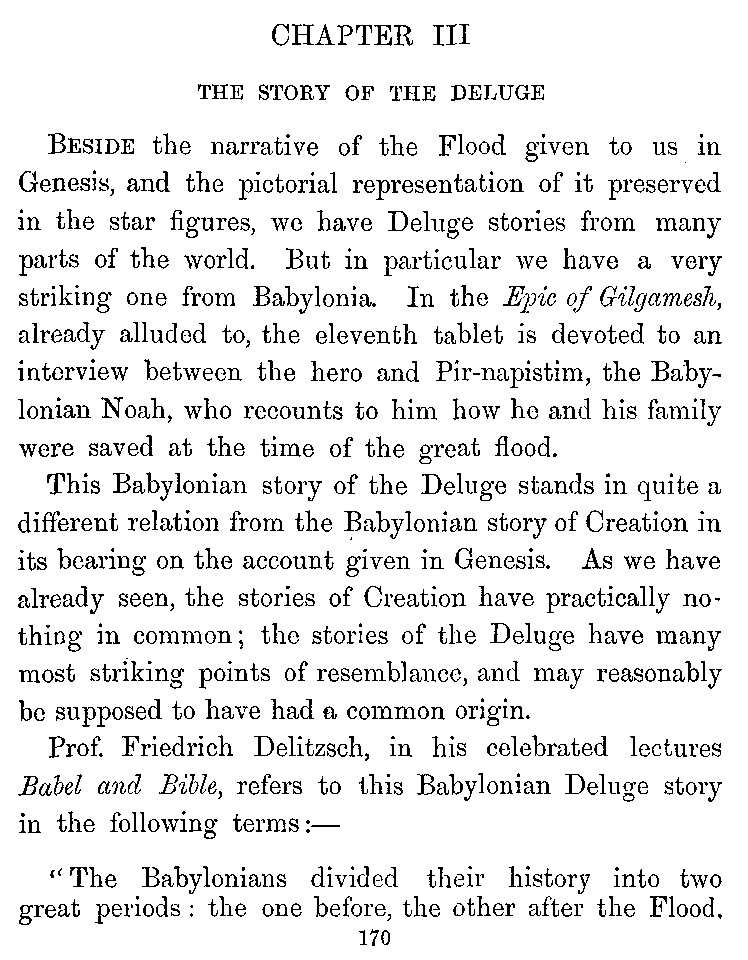 CHAPTER III
THE STORY OF THE DELUGE
BESIDE the narrative of the Flood given to us in
Genesis, and the pictorial representation of it preserved
in the star figures, we have Deluge stories from many
parts of the world. But in particular we have a very
striking one from Babylonia. In the Epic of Gilgamesh,
already alluded to, the eleventh tablet is devoted to an
interview between the hero and Pir-napistim, the Baby-
lonian Noah, who recounts to him how he and his family
were saved at the time of the great flood.
This Babylonian story of the Deluge stands in quite a
different relation from the Babylonian story of Creation in
its bearing on the account given in Genesis. As we have
already seen, the stories of Creation have practically no-
thing in common; the stories of the Deluge have many
most striking points of resemblance, and may reasonably
be supposed to have had a common origin.
Prof. Friedrich Delitzsch, in his celebrated lectures
Babel and Bible, refers to this Babylonian Deluge story
in the following terms:—
"The Babylonians divided their history into two
great periods: the one before, the other after the Flood.
170